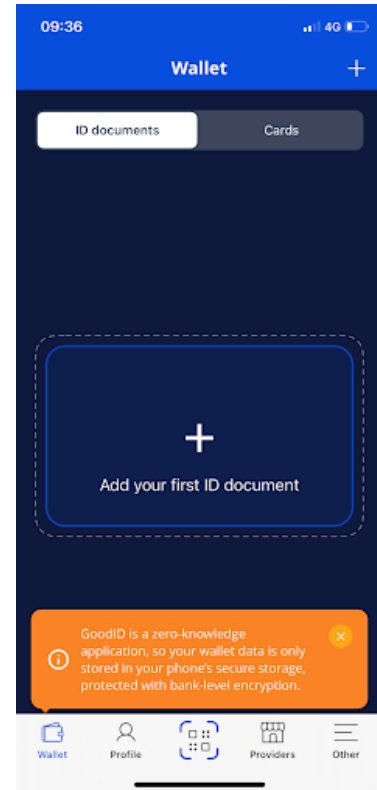 09:36 4G
Wallet
ID documents Cards
Add your first ID document
GoodID is a zero-knowledge
application, so your wallet data is only
stored in your phone's secure storage,
protected with bank-level encryption.
Wallet Profile Providers Other